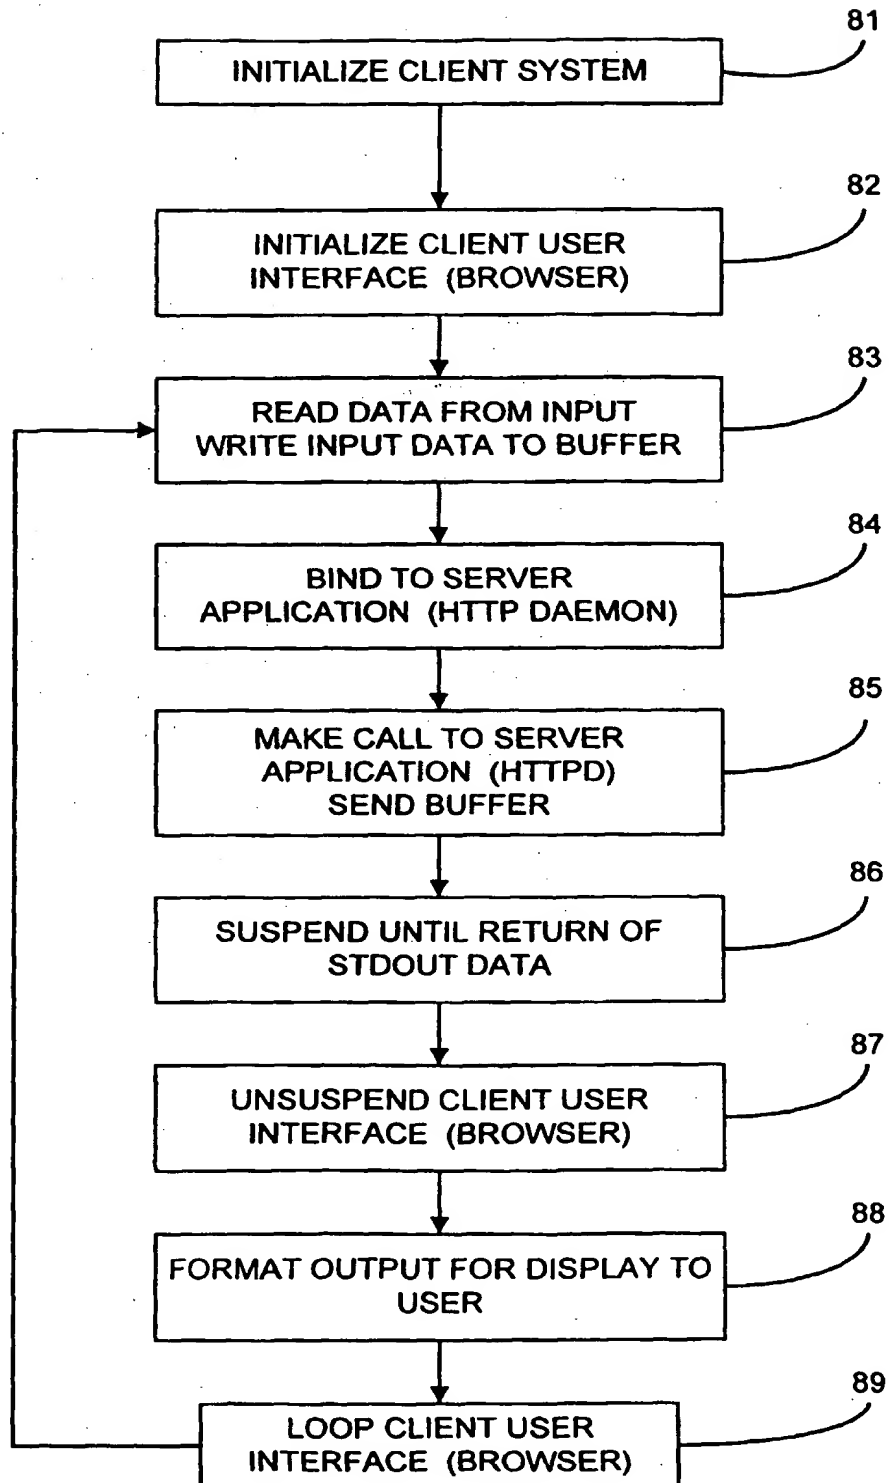 81
INITIALIZE CLIENT SYSTEM
82
INITIALIZE CLIENT USER
INTERFACE (BROWSER)
83
READ DATA FROM INPUT
WRITE INPUT DATA TO BUFFER
84
BIND TO SERVER
APPLICATION (HTTP DAEMON)
85
MAKE CALL TO SERVER
APPLICATION (HTTPD)
SEND BUFFER
86
SUSPEND UNTIL RETURN OF
STDOUT DATA
87
UNSUSPEND CLIENT USER
INTERFACE (BROWSER)
88
FORMAT OUTPUT FOR DISPLAY TO
USER
89
LOOP CLIENT USER
INTERFACE (BROWSER)